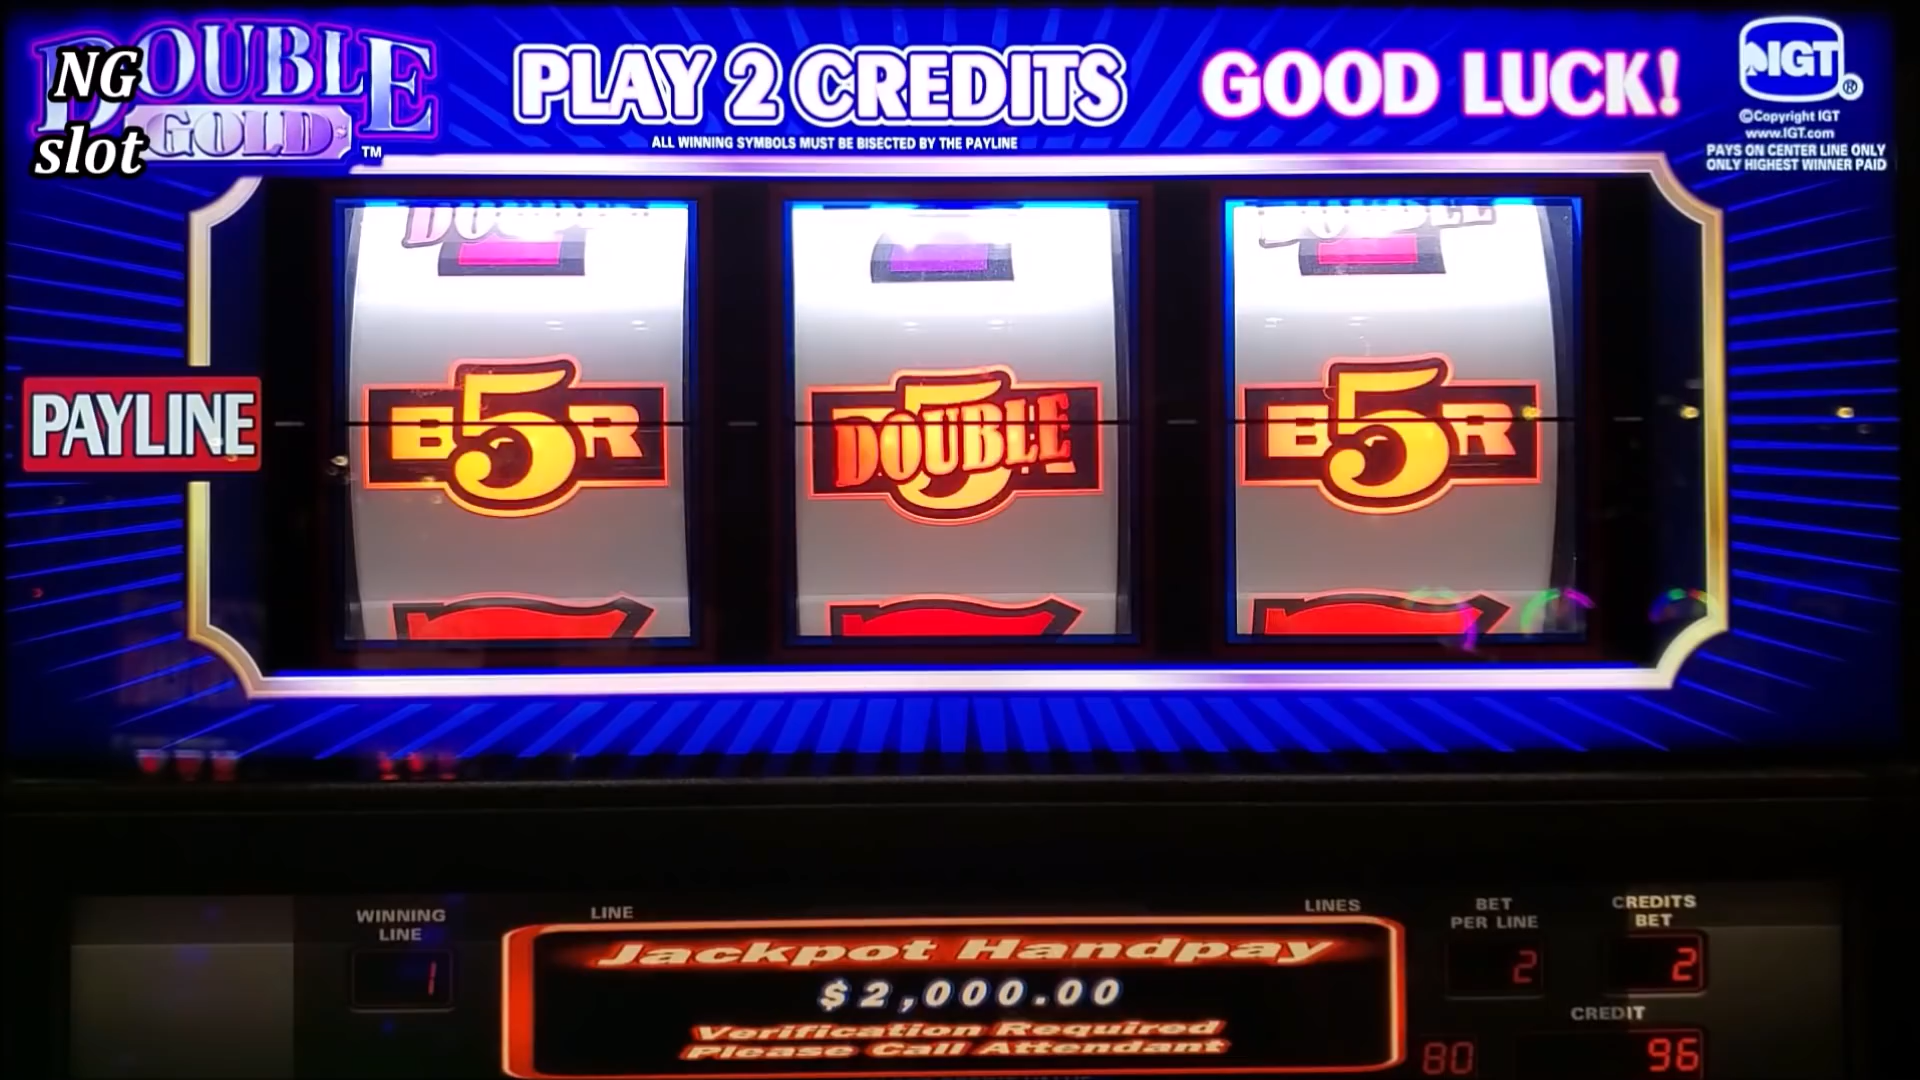 DOUBLE
GOLD
TM
NG
slot
PLAY 2 CREDITS
ALL WINNING SYMBOLS MUST BE BISECTED BY THE PAYLINE
GOOD LUCK!
IGT®
©Copyright IGT
www.IGT.com
PAYS ON CENTER LINE ONLY
ONLY HIGHEST WINNER PAID
PAYLINE
B5R
5 DOUBLE
B5R
WINNING
LINE
1
LINE
LINES
Jackpot Handpay
$2,000.00
Verification Required
Please Call Attendant
BET
PER LINE
2
CREDITS
BET
2
CREDIT
80
96